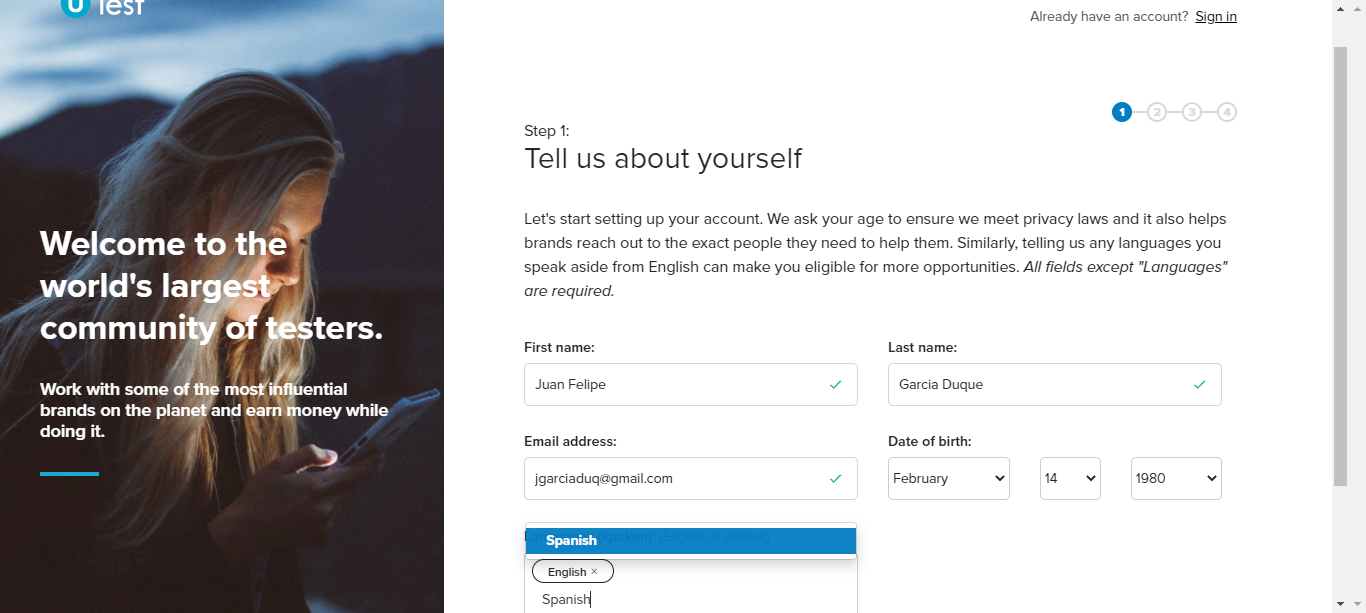 U Test
Already have an account? Sign in
1 2 3 4
Step 1:
Tell us about yourself
Let's start setting up your account. We ask your age to ensure we meet privacy laws and it also helps
brands reach out to the exact people they need to help them. Similarly, telling us any languages you
speak aside from English can make you eligible for more opportunities. All fields except "Languages"
are required.
Welcome to the
world's largest
community of testers.
Work with some of the most influential
brands on the planet and earn money while
doing it.
First name: Last name:
Juan Felipe Garcia Duque
Email address: Date of birth:
jgarciaduq@gmail.com February 14 1980
spoken): (English is default)
Spanish
English ×
Spanish